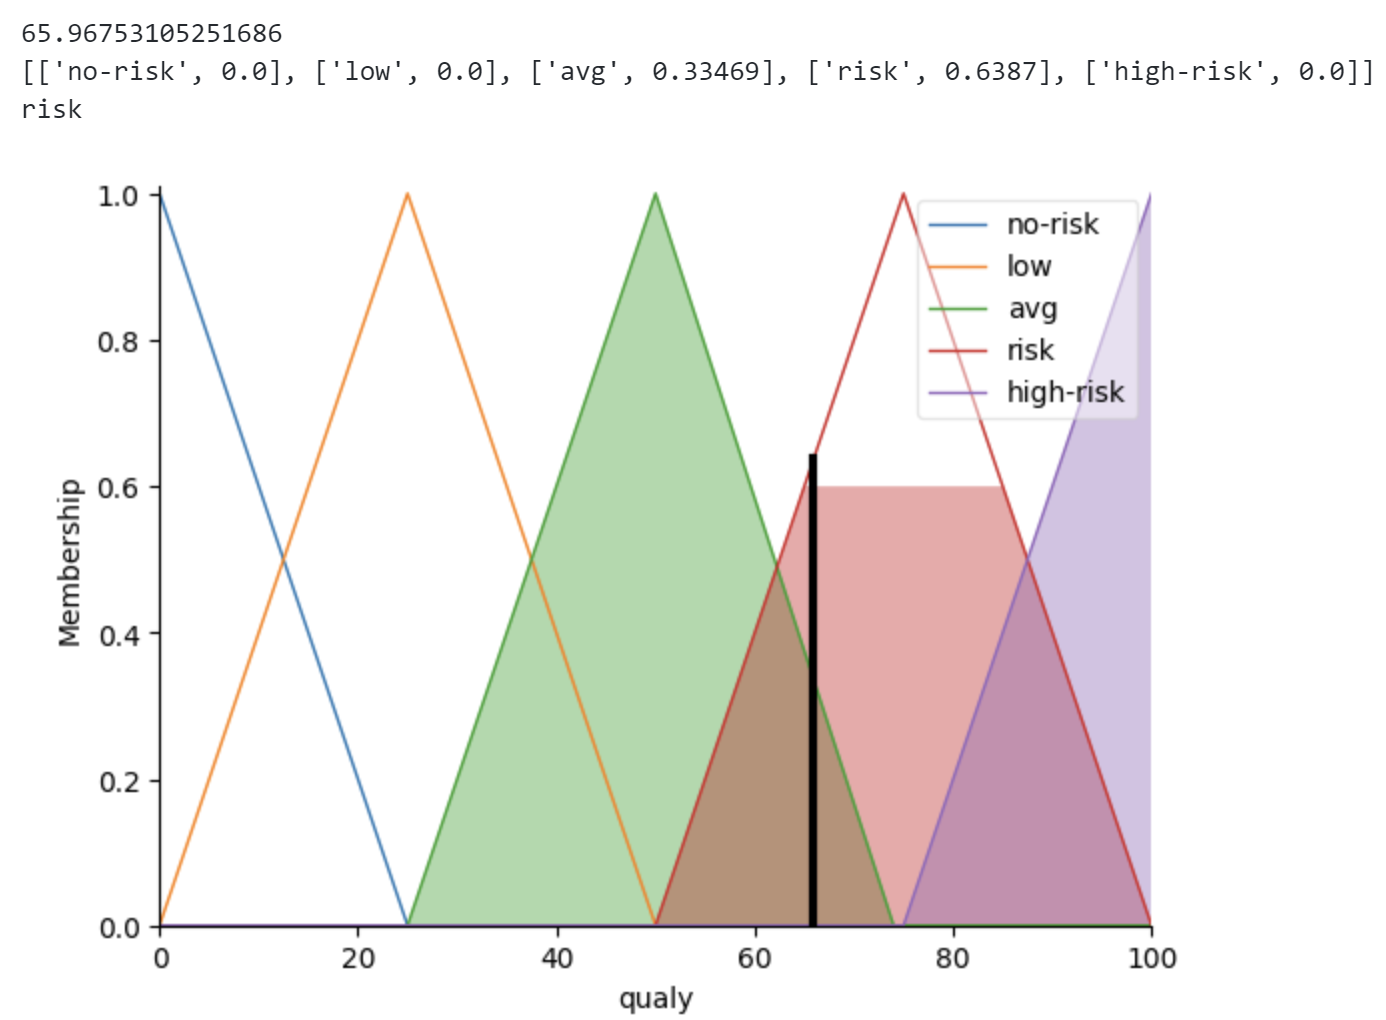 65.96753105251686
[['no-risk', 0.0], ['low', 0.0], ['avg', 0.33469], ['risk', 0.6387], ['high-risk', 0.0]]
risk
1.0
0.8
0.6
0.4
0.2
0.0
Membership
no-risk
low
avg
risk
high-risk
0 20 40 60 80 100
qualy